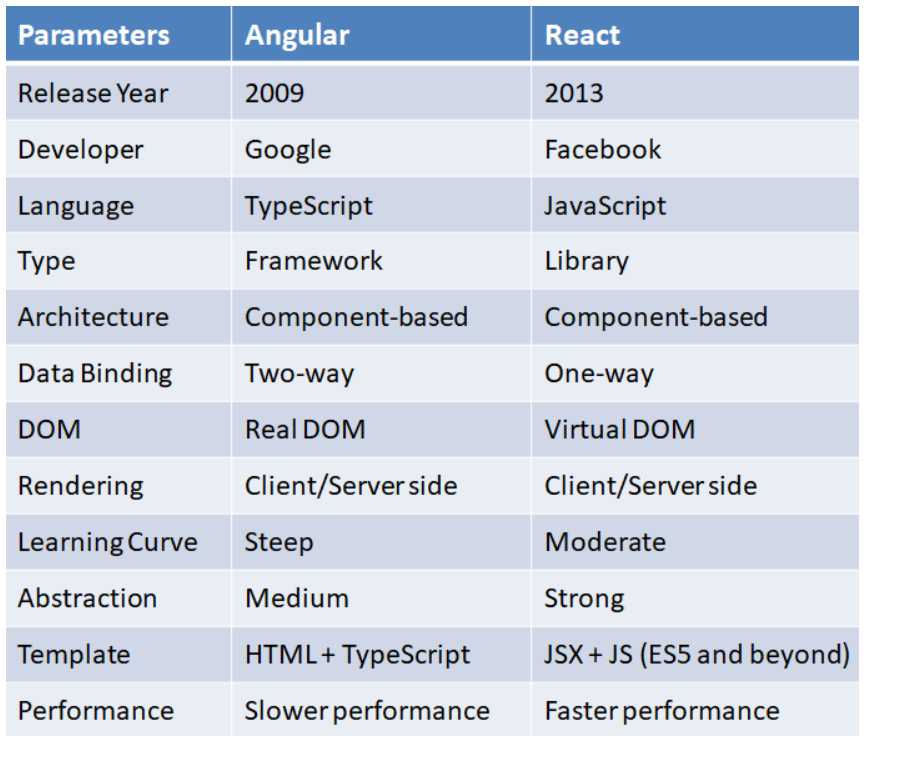 Parameters Angular React
Release Year 2009 2013
Developer Google Facebook
Language TypeScript JavaScript
Type Framework Library
Architecture Component-based Component-based
Data Binding Two-way One-way
DOM Real DOM Virtual DOM
Rendering Client/Server side Client/Server side
Learning Curve Steep Moderate
Abstraction Medium Strong
Template HTML + TypeScript JSX + JS (ES5 and beyond)
Performance Slower performance Faster performance